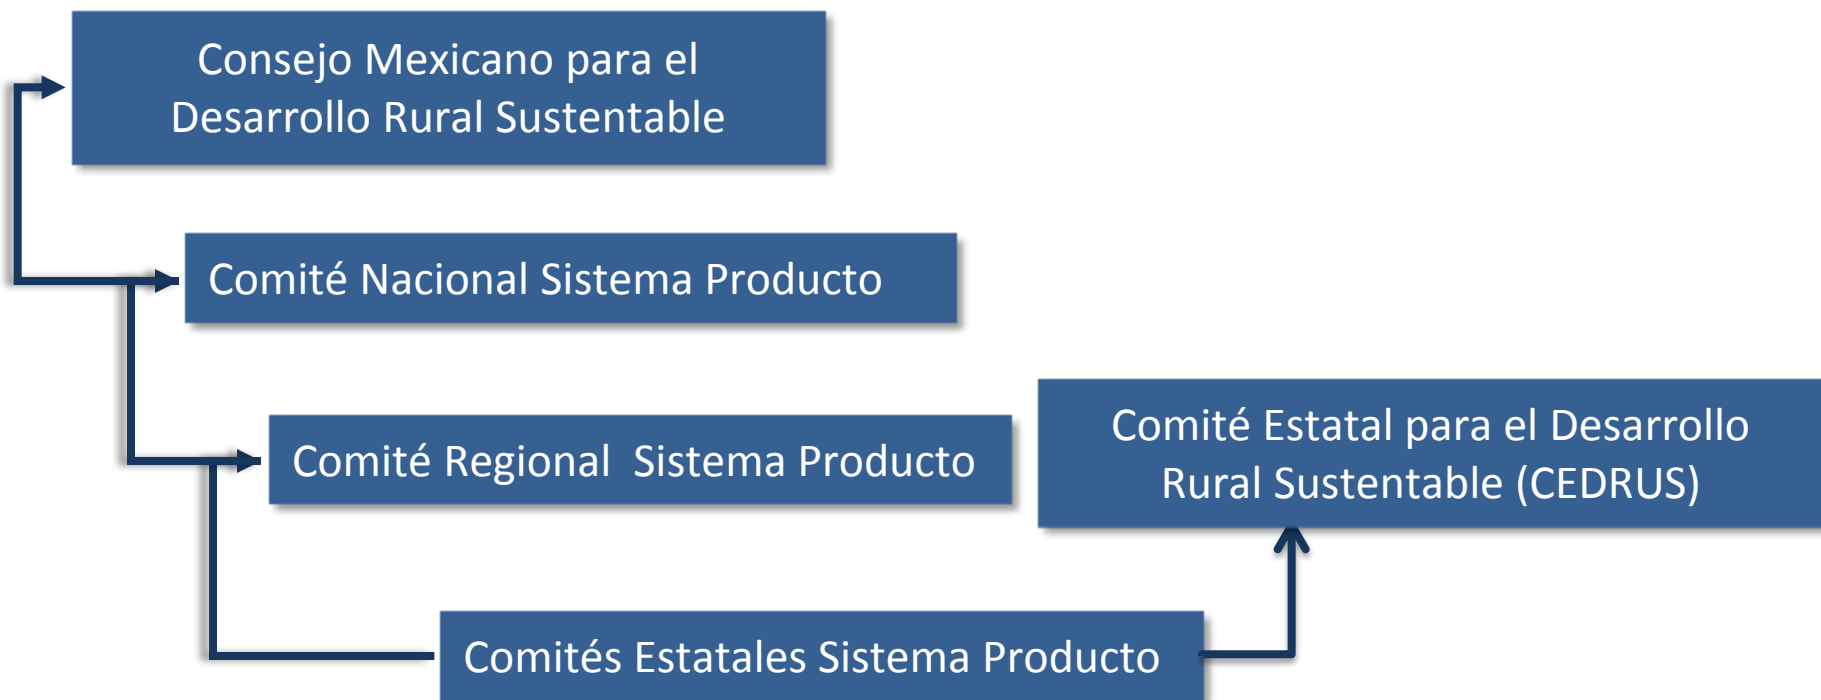 Consejo Mexicano para el
Desarrollo Rural Sustentable
Comité Nacional Sistema Producto
Comité Regional  Sistema Producto
Comité Estatal para el Desarrollo
Rural Sustentable (CEDRUS)
Comités Estatales Sistema Producto